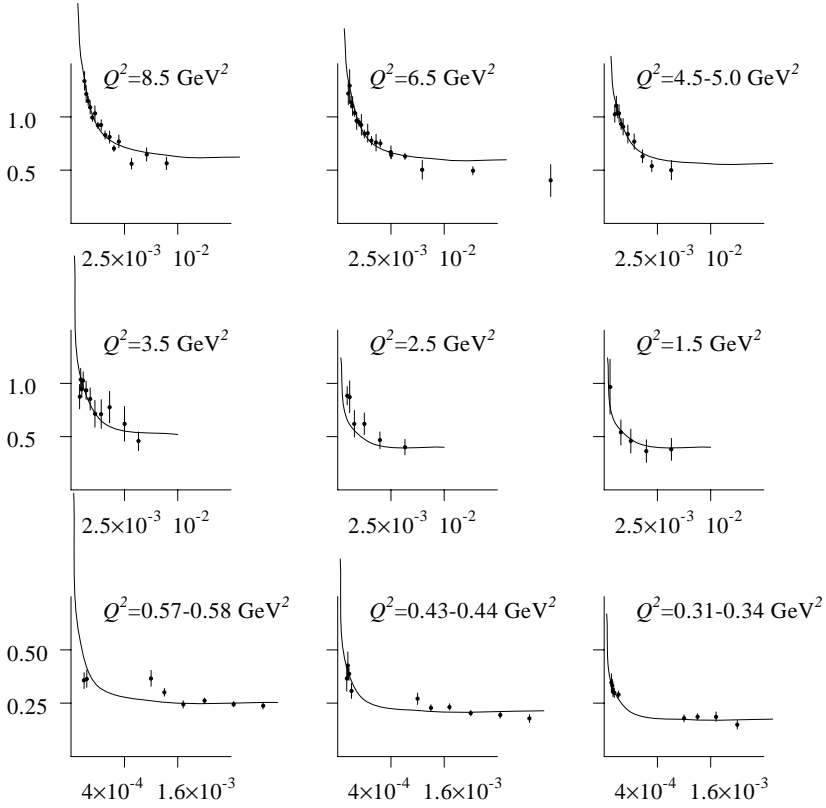 Q²=8.5 GeV² Q²=6.5 GeV² Q²=4.5-5.0 GeV²
1.0
0.5
2.5×10⁻³ 10⁻² 2.5×10⁻³ 10⁻² 2.5×10⁻³ 10⁻²
Q²=3.5 GeV² Q²=2.5 GeV² Q²=1.5 GeV²
1.0
0.5
2.5×10⁻³ 10⁻² 2.5×10⁻³ 10⁻² 2.5×10⁻³ 10⁻²
Q²=0.57-0.58 GeV² Q²=0.43-0.44 GeV² Q²=0.31-0.34 GeV²
0.50
0.25
4×10⁻⁴ 1.6×10⁻³ 4×10⁻⁴ 1.6×10⁻³ 4×10⁻⁴ 1.6×10⁻³